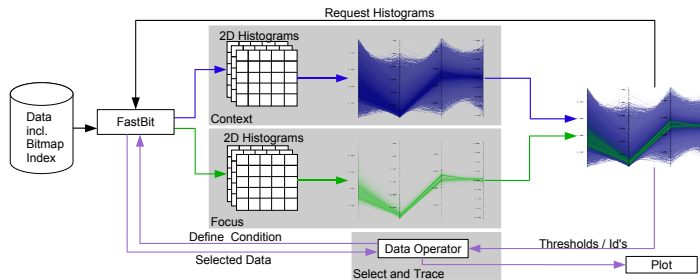 Request Histograms
2D Histograms
Data
incl.
Bitmap
Index
FastBit
Context
2D Histograms
Focus
Define Condition
Selected Data
Data Operator
Select and Trace
Thresholds / Id's
Plot